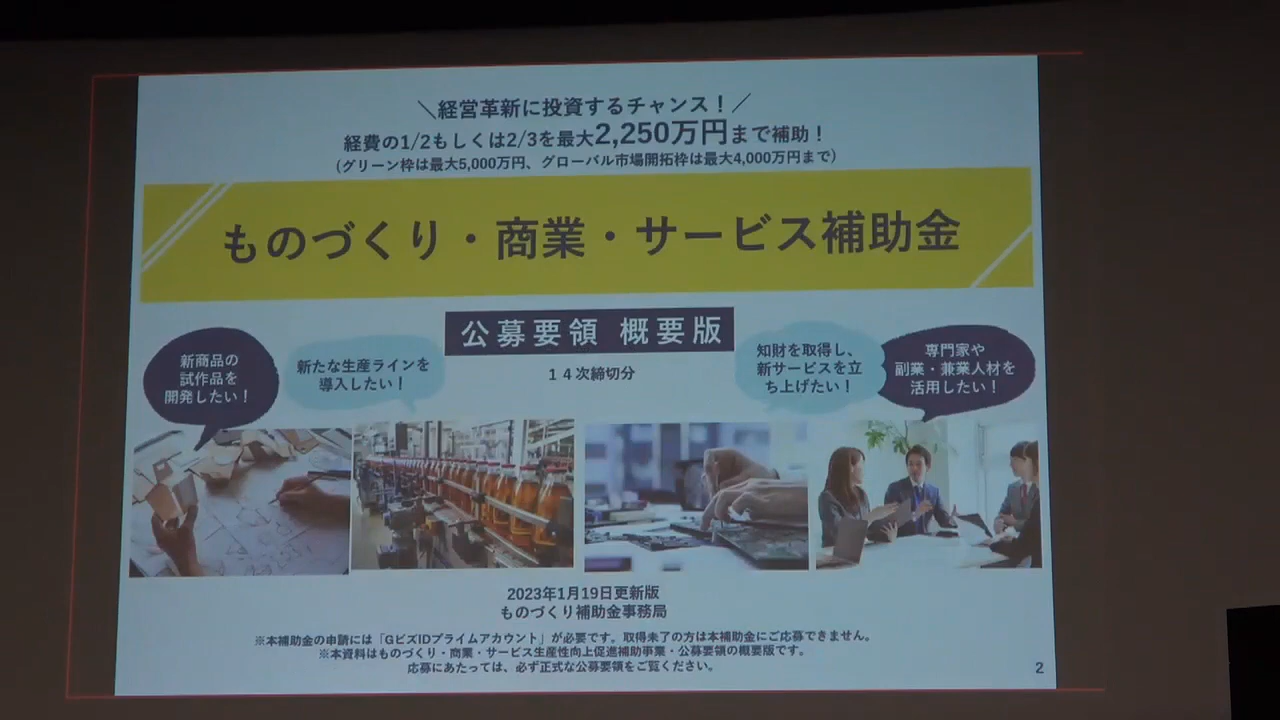 ＼経営革新に投資するチャンス！／
経費の1/2もしくは2/3を最大2,250万円まで補助！
(グリーン枠は最大5,000万円、グローバル市場開拓枠は最大4,000万円まで)
ものづくり・商業・サービス補助金
公募要領 概要版
１４次締切分
新商品の
試作品を
開発したい！
新たな生産ラインを
導入したい！
知財を取得し、
新サービスを立
ち上げたい！
専門家や
副業・兼業人材を
活用したい！
2023年1月19日更新版
ものづくり補助金事務局
※本補助金の申請には「GビズIDプライムアカウント」が必要です。取得未了の方は本補助金にご応募できません。
※本資料はものづくり・商業・サービス生産性向上促進補助事業・公募要領の概要版です。
応募にあたっては、必ず正式な公募要領をご覧ください。
2